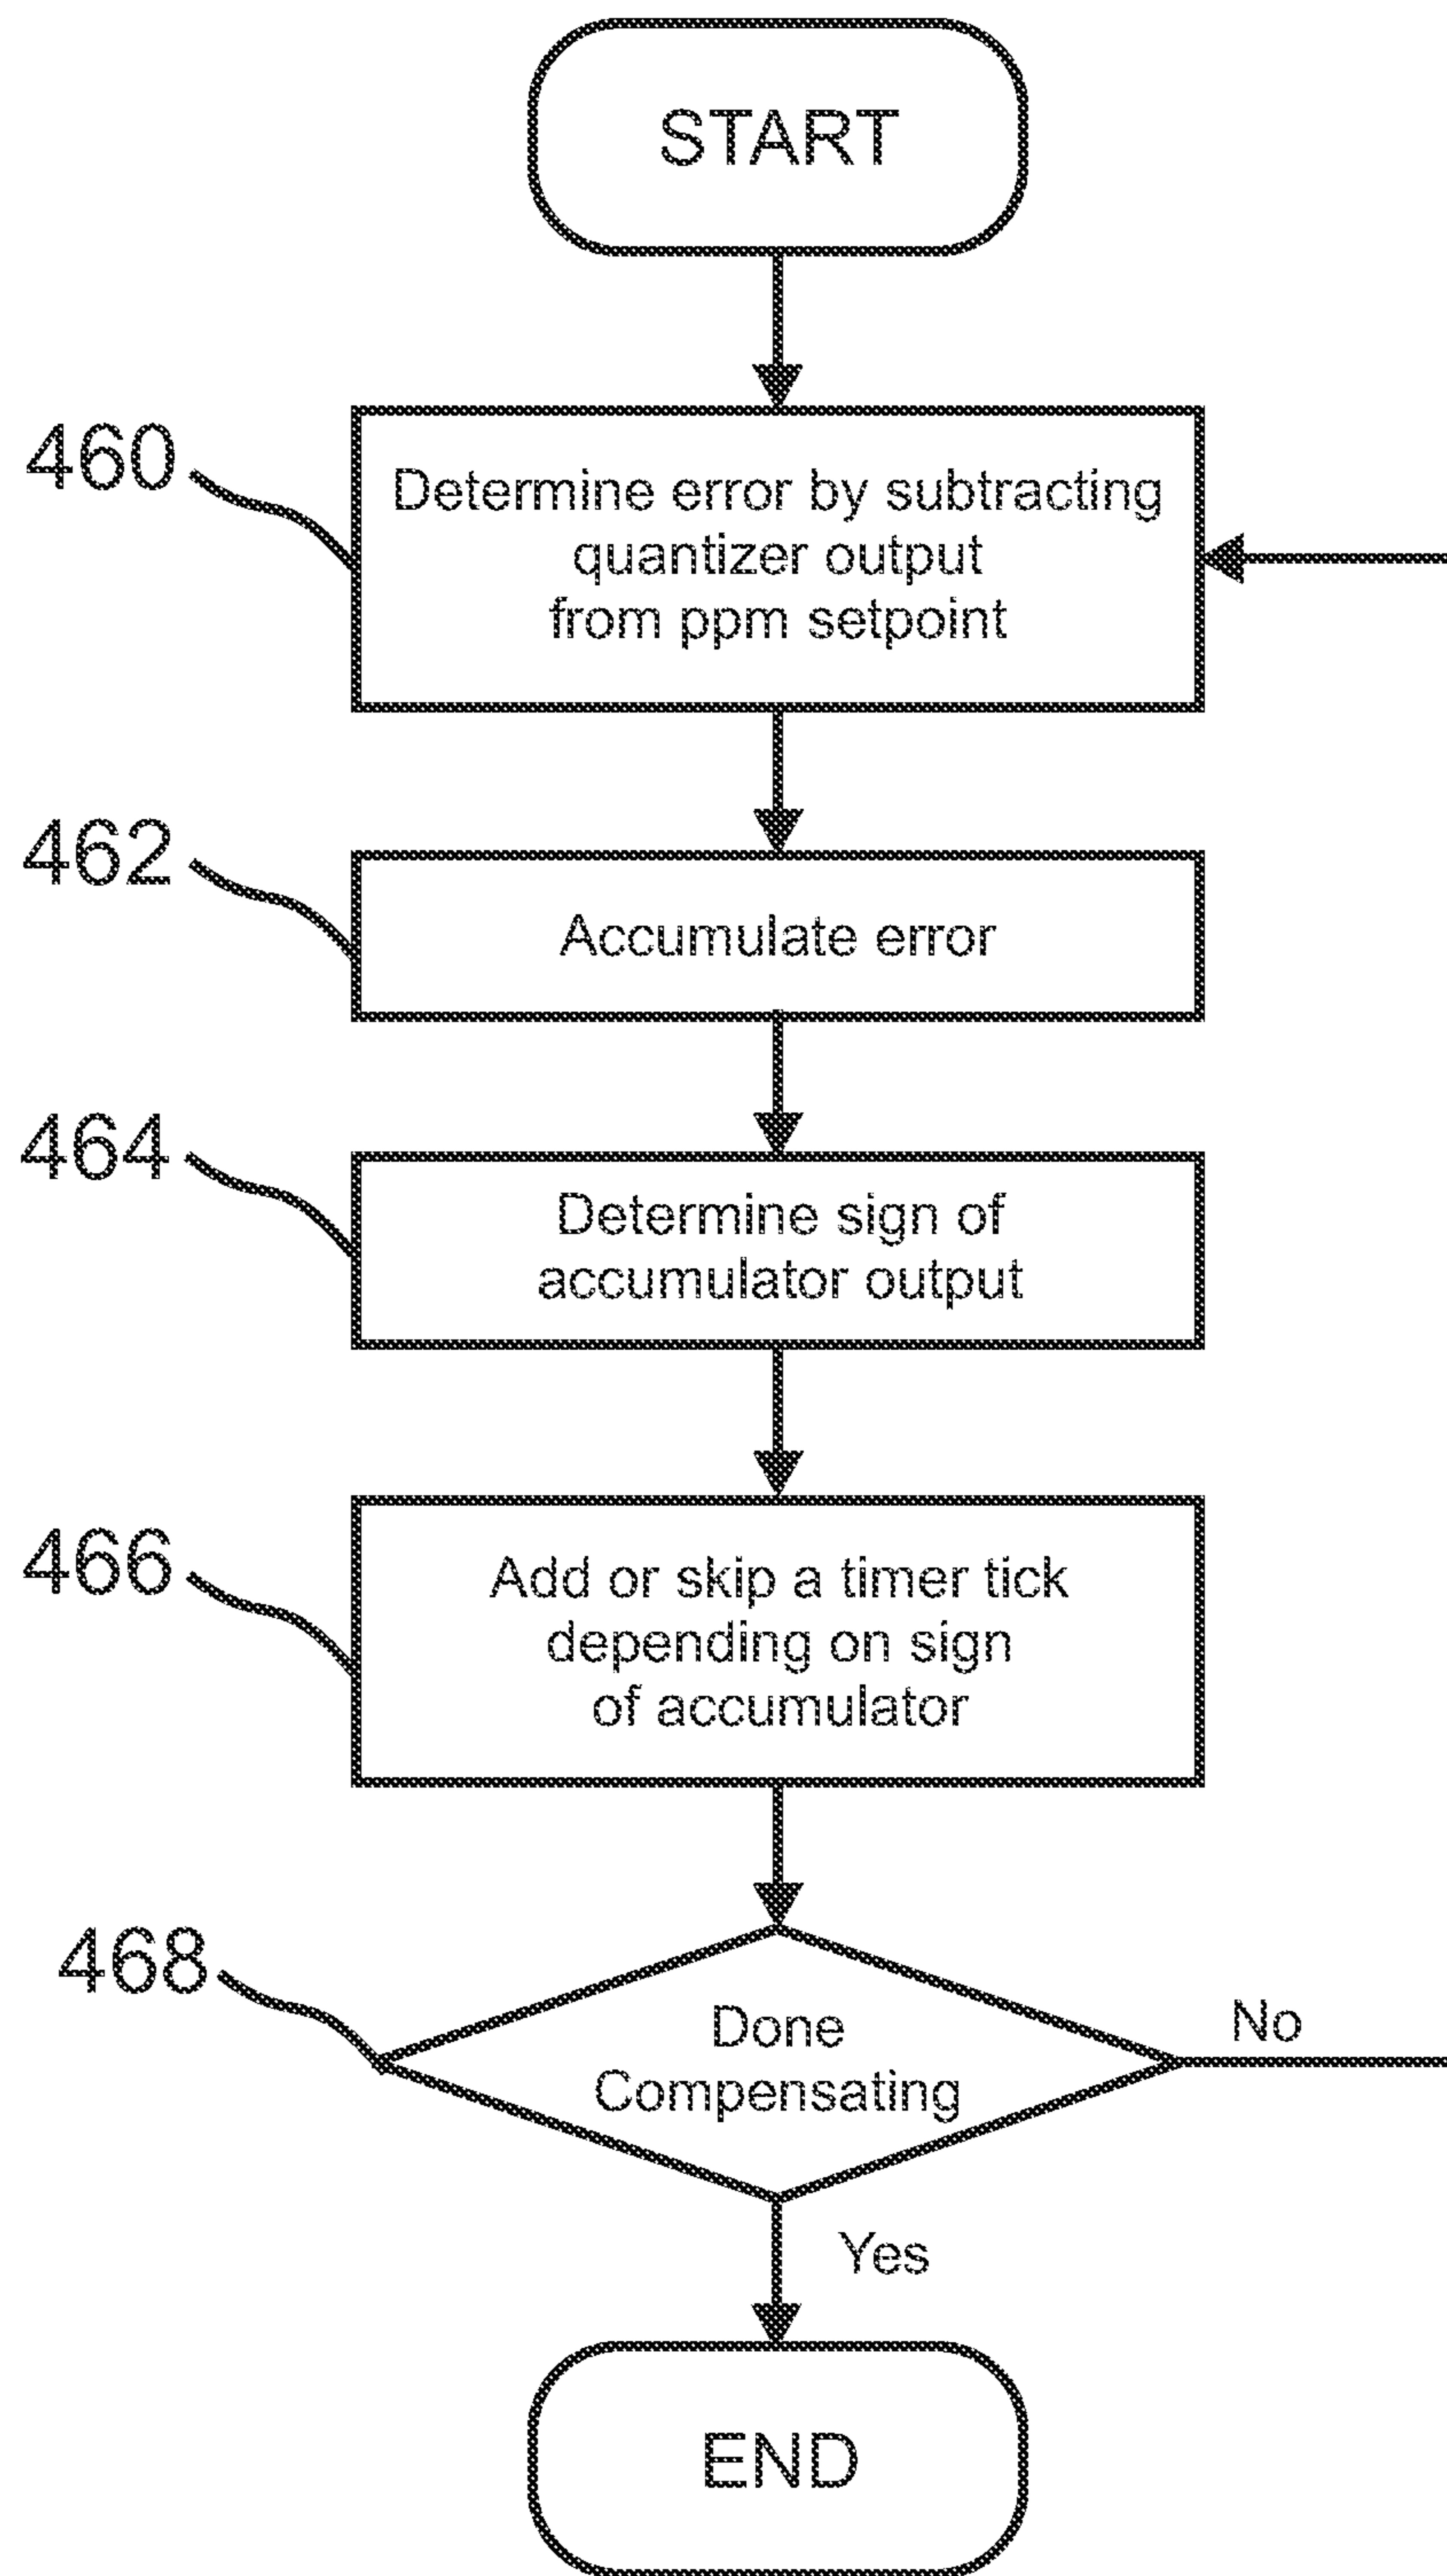 START
460
Determine error by subtracting
quantizer output
from ppm setpoint
462
Accumulate error
464
Determine sign of
accumulator output
466
Add or skip a timer tick
depending on sign
of accumulator
468
Done
Compensating
No
Yes
END